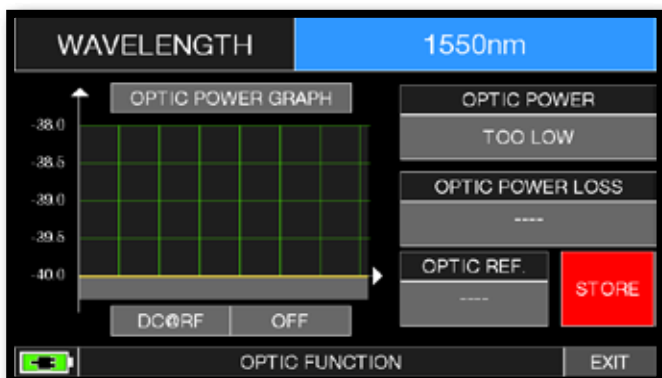 WAVELENGTH 1550nm
OPTIC POWER GRAPH
-38.0
-38.5
-39.0
-39.5
-40.0
DC@RF OFF
OPTIC POWER
TOO LOW
OPTIC POWER LOSS
----
OPTIC REF.
----
STORE
OPTIC FUNCTION EXIT